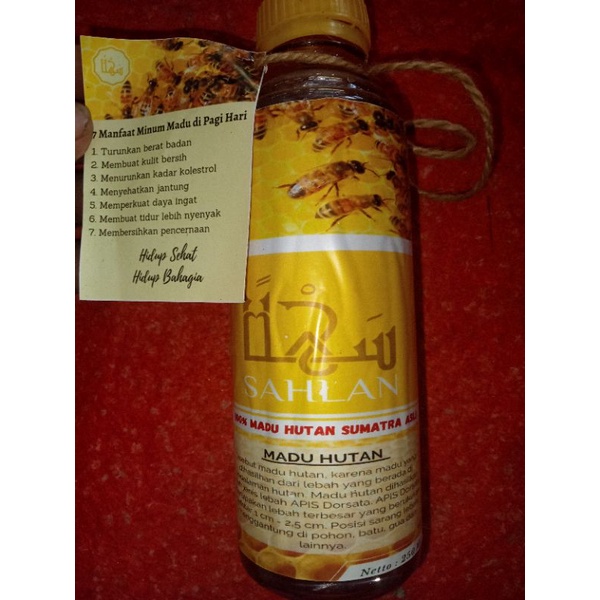 7 Manfaat Minum Madu di Pagi Hari
1. Turunkan berat badan
2. Membuat kulit bersih
3. Menurunkan kadar kolestrol
4. Menyehatkan jantung
5. Memperkuat daya ingat
6. Membuat tidur lebih nyenyak
7. Membersihkan pencernaan
Hidup Sehat
Hidup Bahagia
سَهْلًا
SAHLAN
100% MADU HUTAN SUMATRA ASLI
MADU HUTAN
madu hutan, karena madu yang
dihasilkan dari lebah yang berada di
hutan. Madu hutan
jenis lebah APIS Dorsata. APIS
lebah terbesar yang
1 cm - 2,5 cm. Posisi sarang
di pohon, batu, gua
lainnya.
Netto : 250